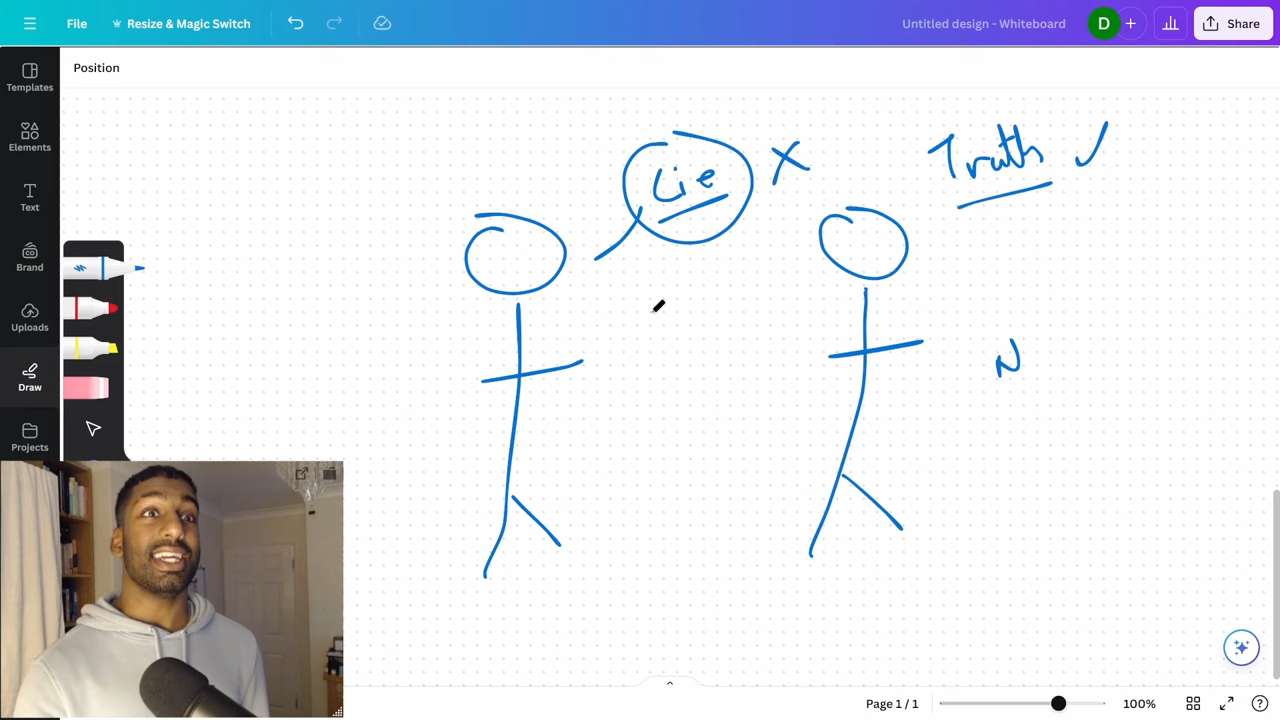 File
Resize & Magic Switch
Untitled design - Whiteboard
D
Share
Templates
Position
Elements
Text
Brand
Uploads
Draw
Projects
Lie X
Truth ✓
N
Page 1 / 1
100%